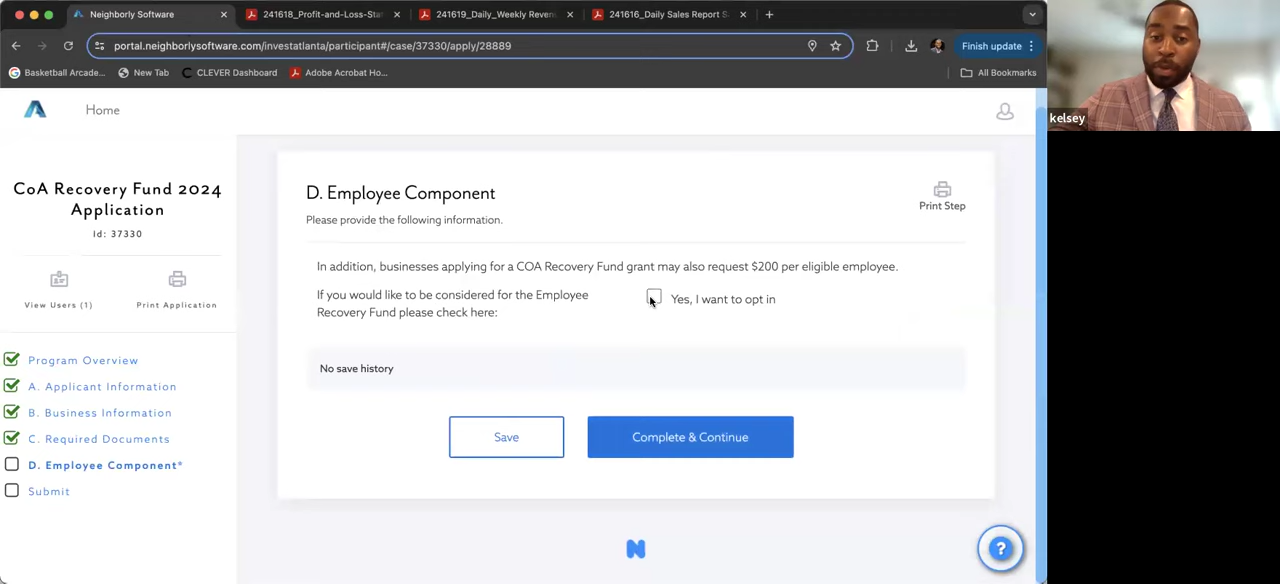 Neighborly Software
241618_Profit-and-Loss-Sta
241619_Daily_Weekly Reven
241616_Daily Sales Report S
portal.neighborlysoftware.com/investatlanta/participant#/case/37330/apply/28889
Finish update
Basketball Arcade...
New Tab
CLEVER Dashboard
Adobe Acrobat Ho...
All Bookmarks
kelsey
Home
CoA Recovery Fund 2024
Application
Id: 37330
View Users (1)
Print Application
Program Overview
A. Applicant Information
B. Business Information
C. Required Documents
D. Employee Component*
Submit
D. Employee Component
Please provide the following information.
Print Step
In addition, businesses applying for a COA Recovery Fund grant may also request $200 per eligible employee.
If you would like to be considered for the Employee
Recovery Fund please check here:
Yes, I want to opt in
No save history
Save
Complete & Continue
N
?